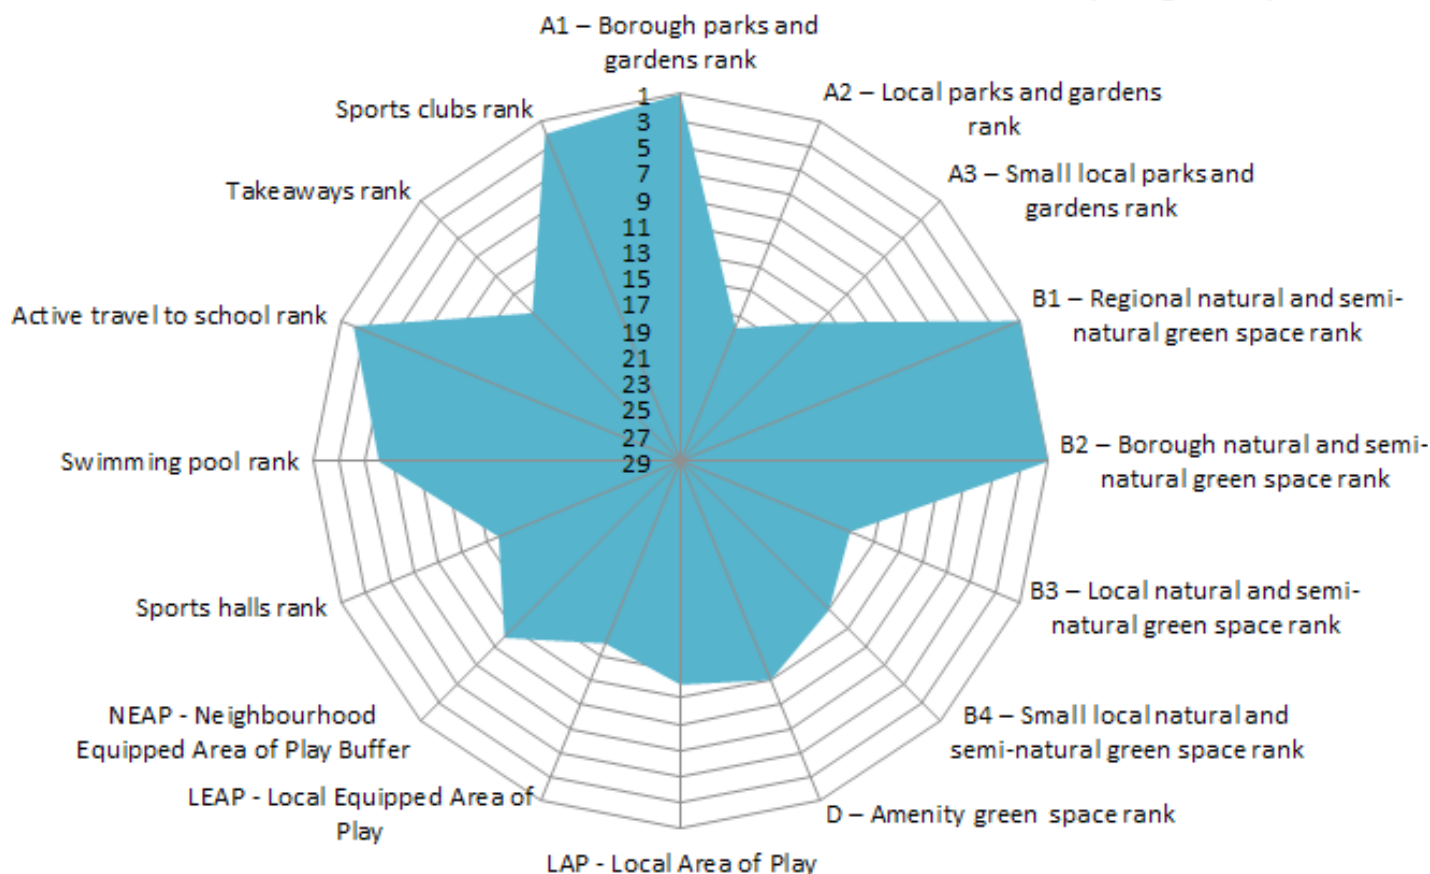 A1 – Borough parks and
gardens rank
A2 – Local parks and gardens
rank
A3 – Small local parks and
gardens rank
B1 – Regional natural and semi-
natural green space rank
B2 – Borough natural and semi-
natural green space rank
B3 – Local natural and semi-
natural green space rank
B4 – Small local natural and
semi-natural green space rank
D – Amenity green space rank
LAP - Local Area of Play
LEAP - Local Equipped Area of
Play
NEAP - Neighbourhood
Equipped Area of Play Buffer
Sports halls rank
Swimming pool rank
Active travel to school rank
Takeaways rank
Sports clubs rank
1
3
5
7
9
11
13
15
17
19
21
23
25
27
29